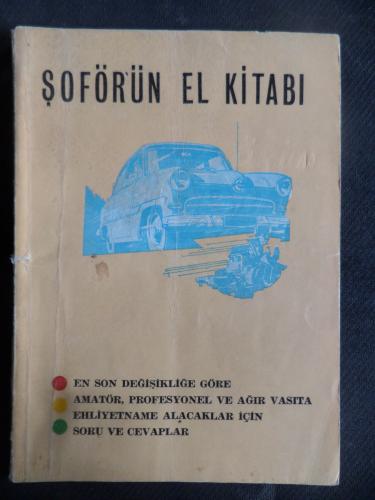 ŞOFÖR'ÜN EL KİTABI
EN SON DEĞİŞİKLİĞE GÖRE
AMATÖR, PROFESYONEL VE AĞIR VASITA
EHLİYETNAME ALACAKLAR İÇİN
SORU VE CEVAPLAR